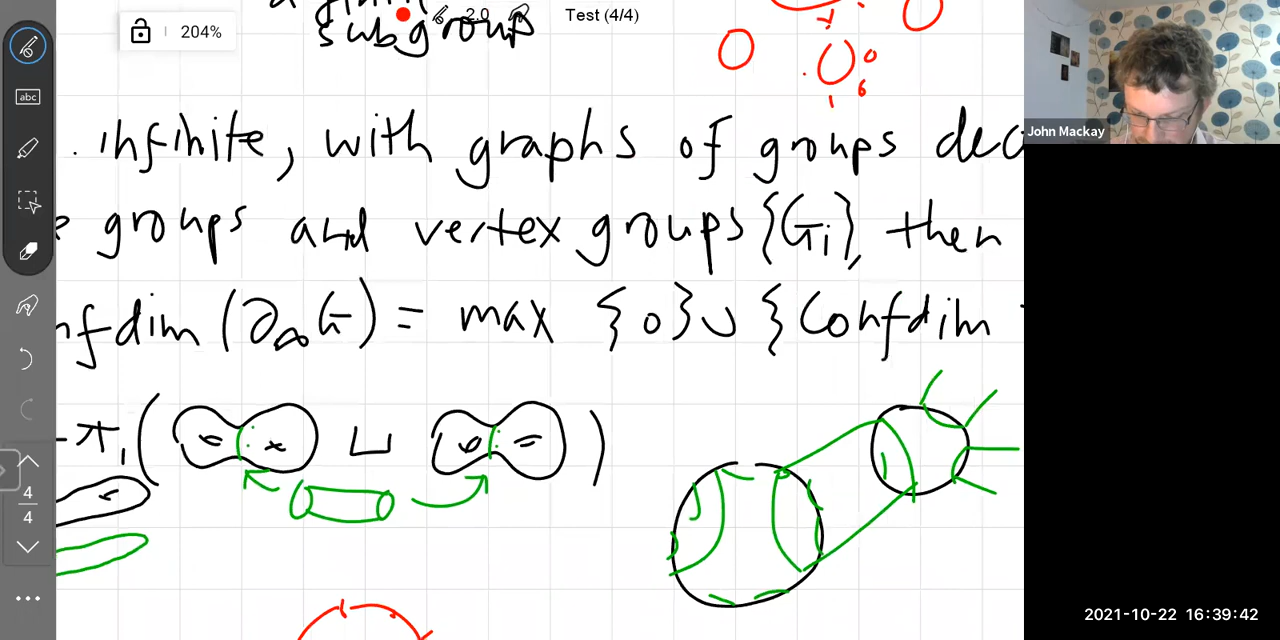 204%
Test (4/4)
subgroup
abc
John Mackay
. infinite, with graphs of groups dec
groups and vertex groups {Gi}, then
nfdim (∂∞G) = max {0} ∪ {Confdim
π1 ( ⊔ )
4
4
2021-10-22 16:39:42